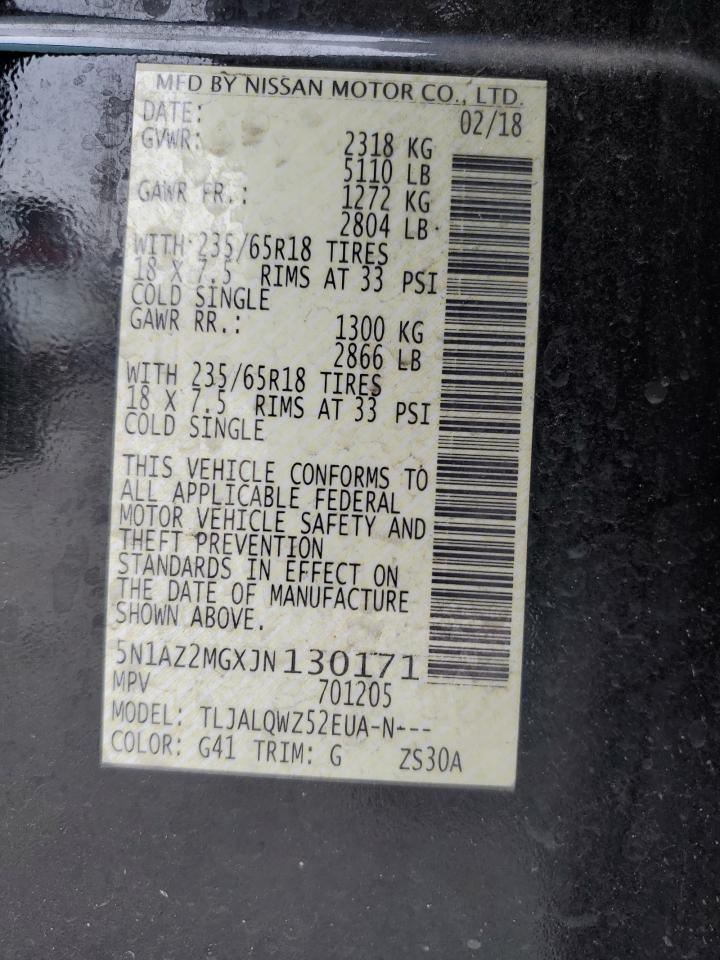 MFD BY NISSAN MOTOR CO., LTD.
DATE: 02/18
GVWR: 2318 KG
5110 LB
GAWR FR.: 1272 KG
2804 LB
WITH 235/65R18 TIRES
18 X 7.5 RIMS AT 33 PSI
COLD SINGLE
GAWR RR.: 1300 KG
2866 LB
WITH 235/65R18 TIRES
18 X 7.5 RIMS AT 33 PSI
COLD SINGLE
THIS VEHICLE CONFORMS TO
ALL APPLICABLE FEDERAL
MOTOR VEHICLE SAFETY AND
THEFT PREVENTION
STANDARDS IN EFFECT ON
THE DATE OF MANUFACTURE
SHOWN ABOVE.
5N1AZ2MGXJN130171
MPV 701205
MODEL: TLJALQWZ52EUA-N---
COLOR: G41 TRIM: G ZS30A